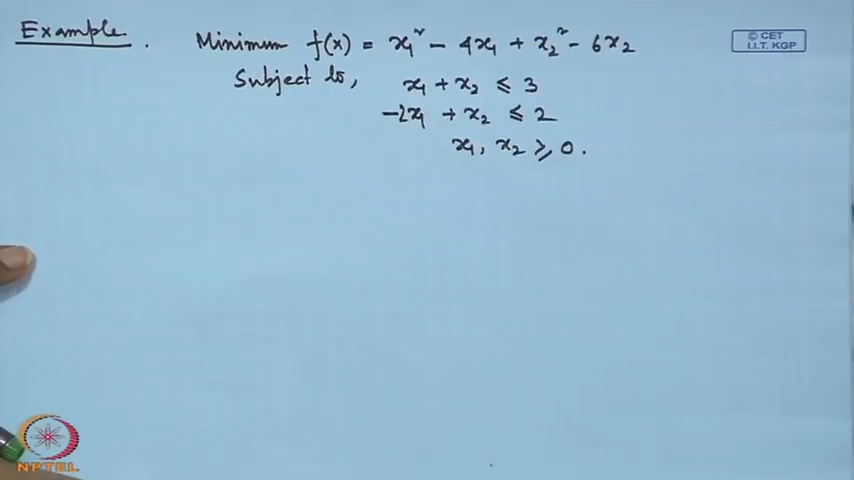 Example. Minimum f(x) = x₁² - 4x₁ + x₂² - 6x₂
© CET
I.I.T. KGP
Subject to, x₁ + x₂ ≤ 3
-2x₁ + x₂ ≤ 2
x₁, x₂ ≥ 0.
NPTEL